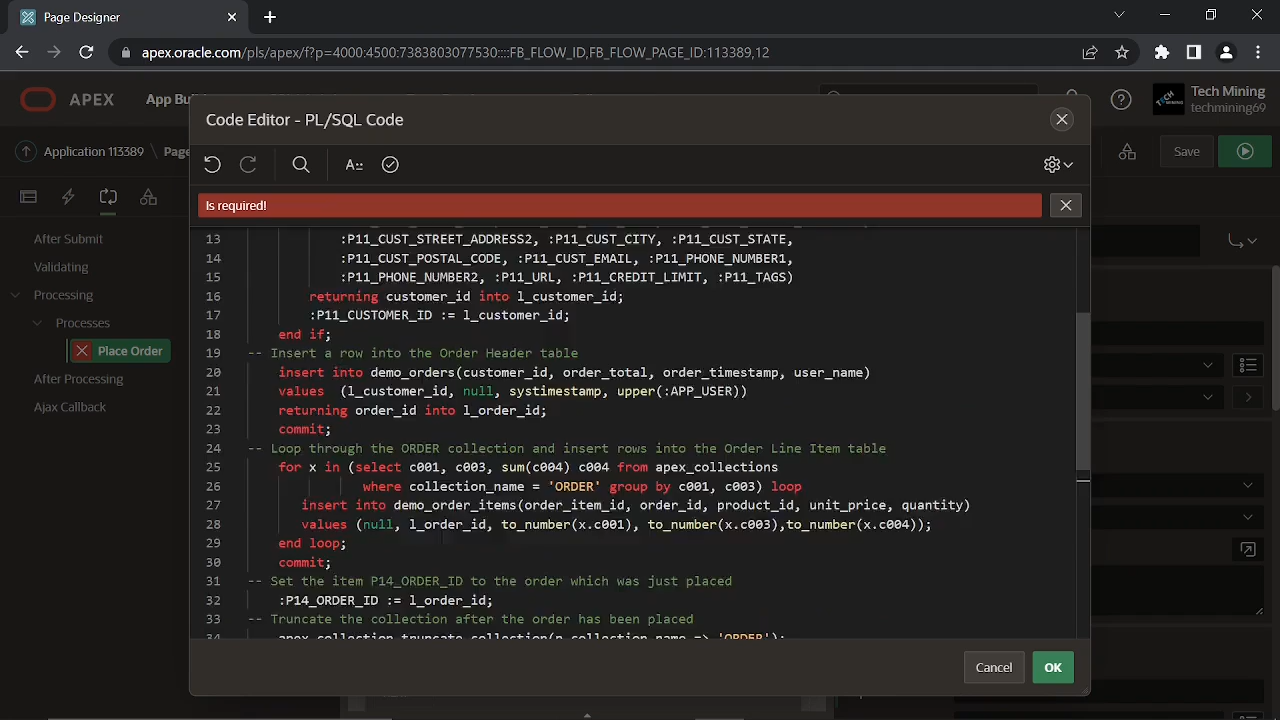 Page Designer
apex.oracle.com/pls/apex/f?p=4000:4500:7383803077530::::FB_FLOW_ID,FB_FLOW_PAGE_ID:113389,12
APEX
App Bu
Tech Mining
techmining69
Application 113389 \ Page
Save
After Submit
Validating
Processing
Processes
Place Order
After Processing
Ajax Callback
Code Editor - PL/SQL Code
Is required!
13 :P11_CUST_STREET_ADDRESS2, :P11_CUST_CITY, :P11_CUST_STATE,
14 :P11_CUST_POSTAL_CODE, :P11_CUST_EMAIL, :P11_PHONE_NUMBER1,
15 :P11_PHONE_NUMBER2, :P11_URL, :P11_CREDIT_LIMIT, :P11_TAGS)
16 returning customer_id into l_customer_id;
17 :P11_CUSTOMER_ID := l_customer_id;
18 end if;
19 -- Insert a row into the Order Header table
20 insert into demo_orders(customer_id, order_total, order_timestamp, user_name)
21 values (l_customer_id, null, systimestamp, upper(:APP_USER))
22 returning order_id into l_order_id;
23 commit;
24 -- Loop through the ORDER collection and insert rows into the Order Line Item table
25 for x in (select c001, c003, sum(c004) c004 from apex_collections
26 where collection_name = 'ORDER' group by c001, c003) loop
27 insert into demo_order_items(order_item_id, order_id, product_id, unit_price, quantity)
28 values (null, l_order_id, to_number(x.c001), to_number(x.c003),to_number(x.c004));
29 end loop;
30 commit;
31 -- Set the item P14_ORDER_ID to the order which was just placed
32 :P14_ORDER_ID := l_order_id;
33 -- Truncate the collection after the order has been placed
34 apex_collection.truncate_collection(p_collection_name => 'ORDER');
Cancel
OK